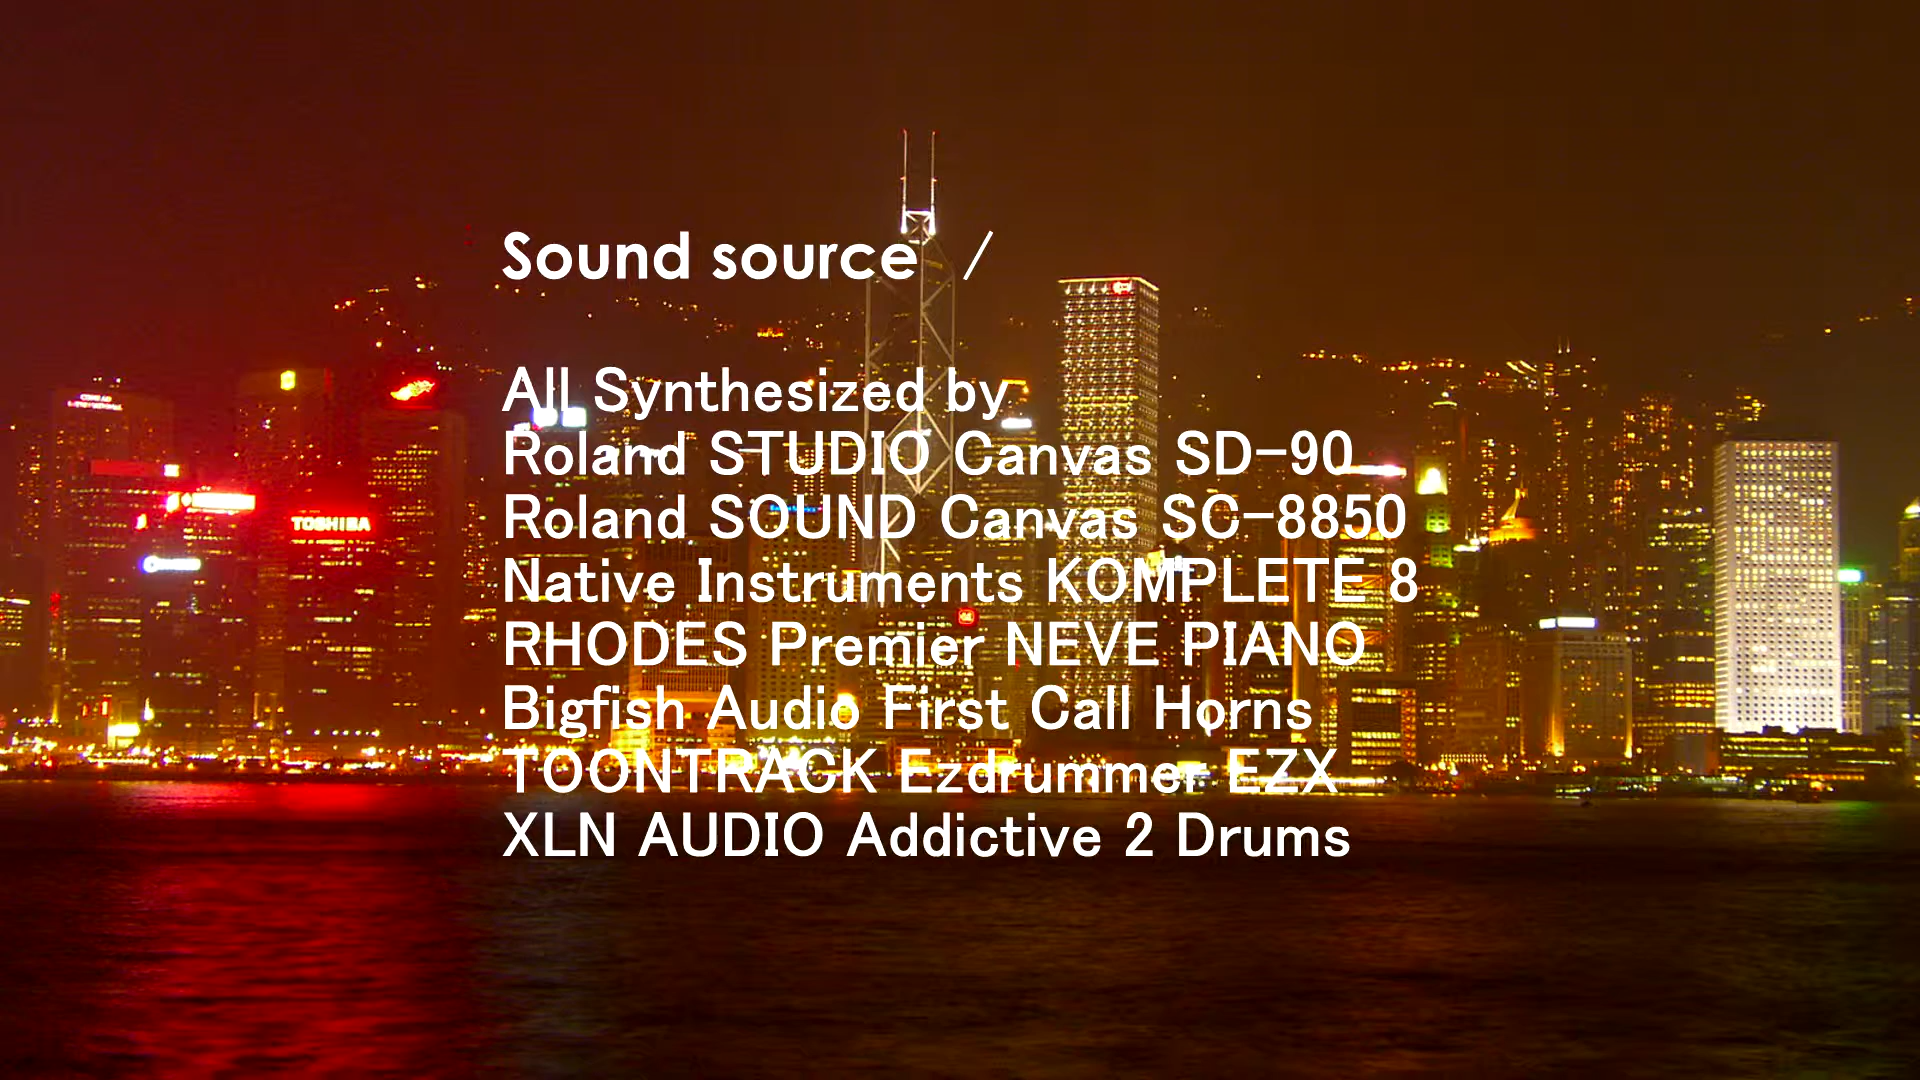 Sound source /
All Synthesized by
Roland STUDIO Canvas SD-90
Roland SOUND Canvas SC-8850
Native Instruments KOMPLETE 8
RHODES Premier NEVE PIANO
Bigfish Audio First Call Horns
TOONTRACK Ezdrummer EZX
XLN AUDIO Addictive 2 Drums
TOSHIBA